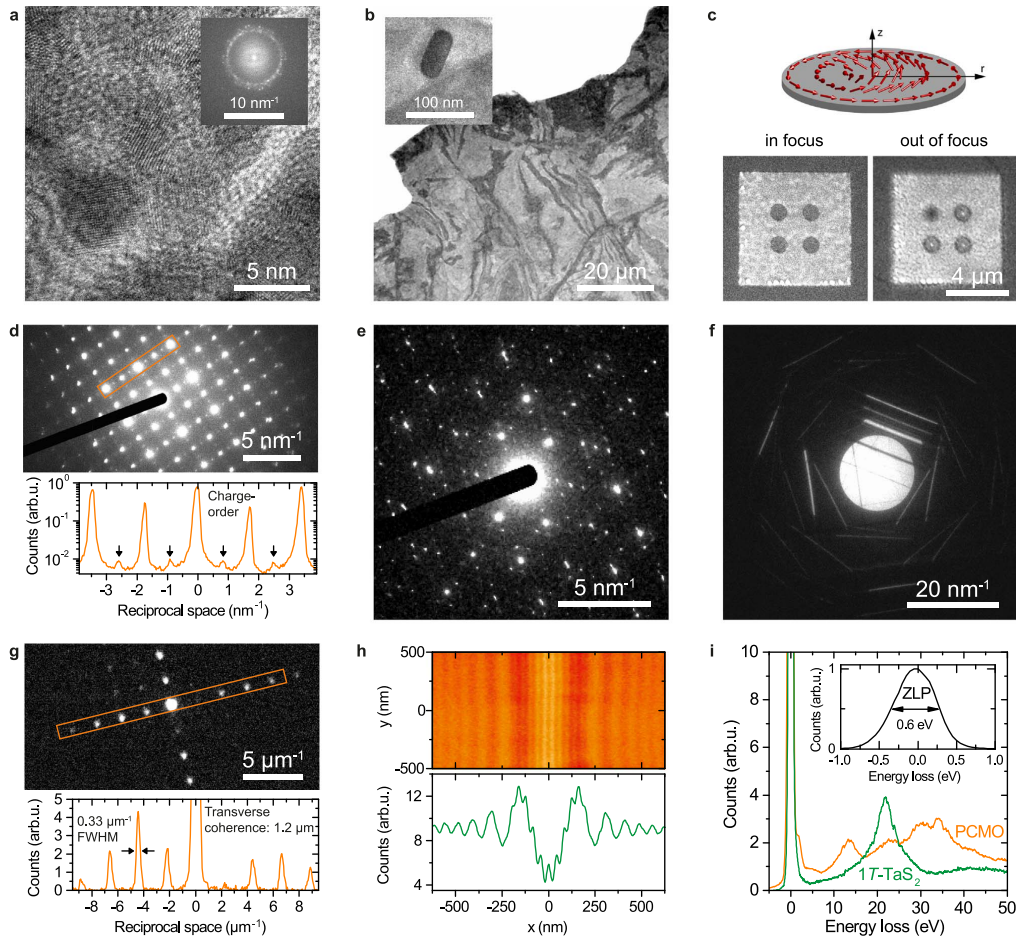 a
10 nm⁻¹
5 nm
b
100 nm
20 µm
c
z
r
in focus
out of focus
4 µm
d
5 nm⁻¹
Counts (arb.u.)
10⁰
10⁻¹
10⁻²
Charge-
order
-3 -2 -1 0 1 2 3
Reciprocal space (nm⁻¹)
e
5 nm⁻¹
f
20 nm⁻¹
g
5 µm⁻¹
Counts (arb.u.)
5
4
3
2
1
0
0.33 µm⁻¹
FWHM
Transverse
coherence: 1.2 µm
-8 -6 -4 -2 0 2 4 6 8
Reciprocal space (µm⁻¹)
h
y (nm)
500
0
-500
Counts (arb.u.)
12
8
4
-500 -250 0 250 500
x (nm)
i
Counts (arb.u.)
10
8
6
4
2
0
Counts
(arb.u.)
1
0
ZLP
0.6 eV
-1.0 -0.5 0.0 0.5 1.0
Energy loss (eV)
PCMO
1T-TaS₂
0 10 20 30 40 50
Energy loss (eV)